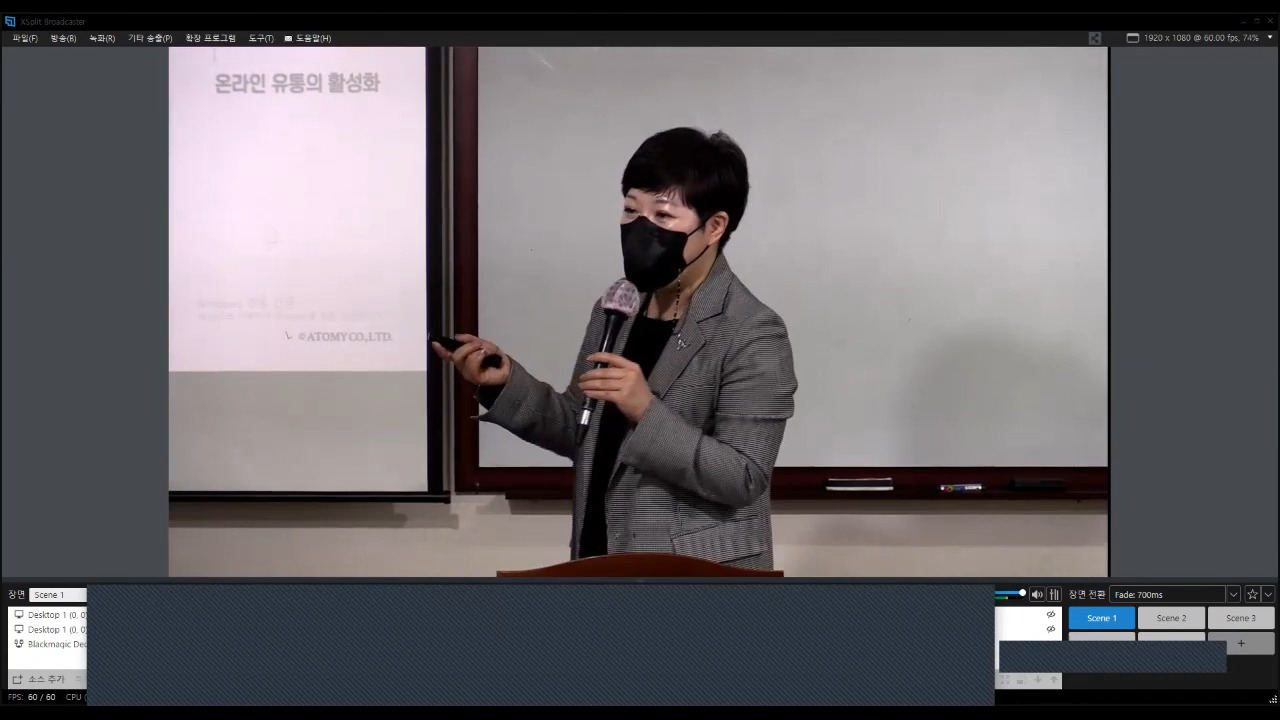 XSplit Broadcaster
파일(F) 방송(B) 녹화(R) 기타 송출(P) 확장 프로그램 도구(T) 도움말(H) 1920 x 1080 @ 60.00 fps, 74%
온라인 유통의 활성화
©ATOMY CO.,LTD.
장면 Scene 1 장면 전환 Fade: 700ms
Desktop 1 (0, 0) Scene 1 Scene 2 Scene 3
Desktop 1 (0, 0)
Blackmagic +
소스 추가
FPS: 60 / 60 CPU